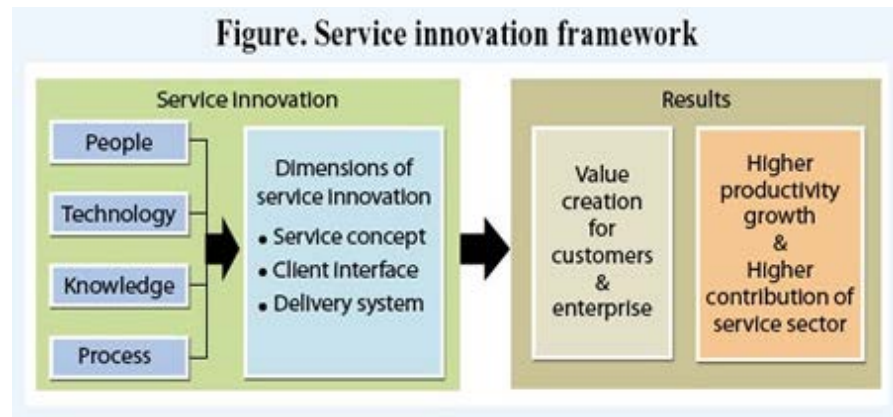 Figure. Service innovation framework
Service Innovation
People
Technology
Knowledge
Process
Dimensions of
service innovation
• Service concept
• Client interface
• Delivery system
Results
Value
creation
for
customers
&
enterprise
Higher
productivity
growth
&
Higher
contribution of
service sector